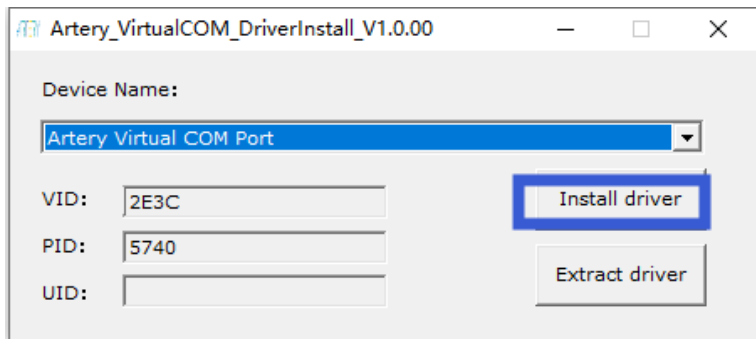 Artery_VirtualCOM_DriverInstall_V1.0.00
Device Name:
Artery Virtual COM Port
VID: 2E3C
Install driver
PID: 5740
Extract driver
UID: